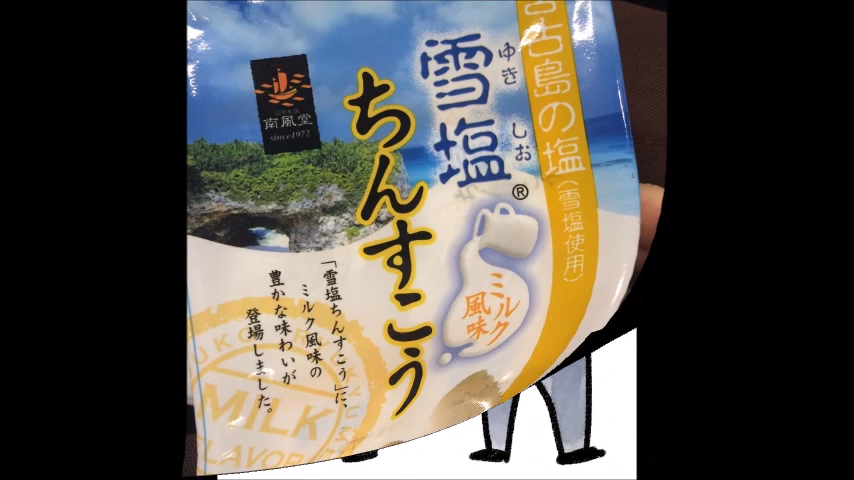 宮古島の塩(雪塩使用)
ゆきしお
雪塩®
ちんすこう
ミルク
風味
南風堂
since1972
「雪塩ちんすこう」に、
ミルク風味の
豊かな味わいが
登場しました。
MILK
FLAVOR